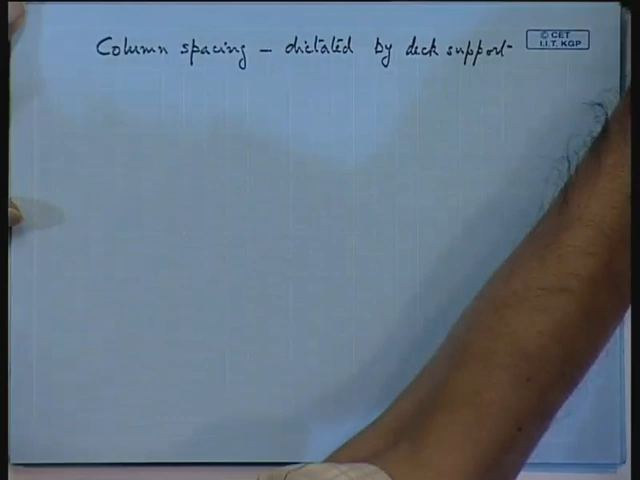 Column spacing - dictated by deck support
© CET
I.I.T. KGP